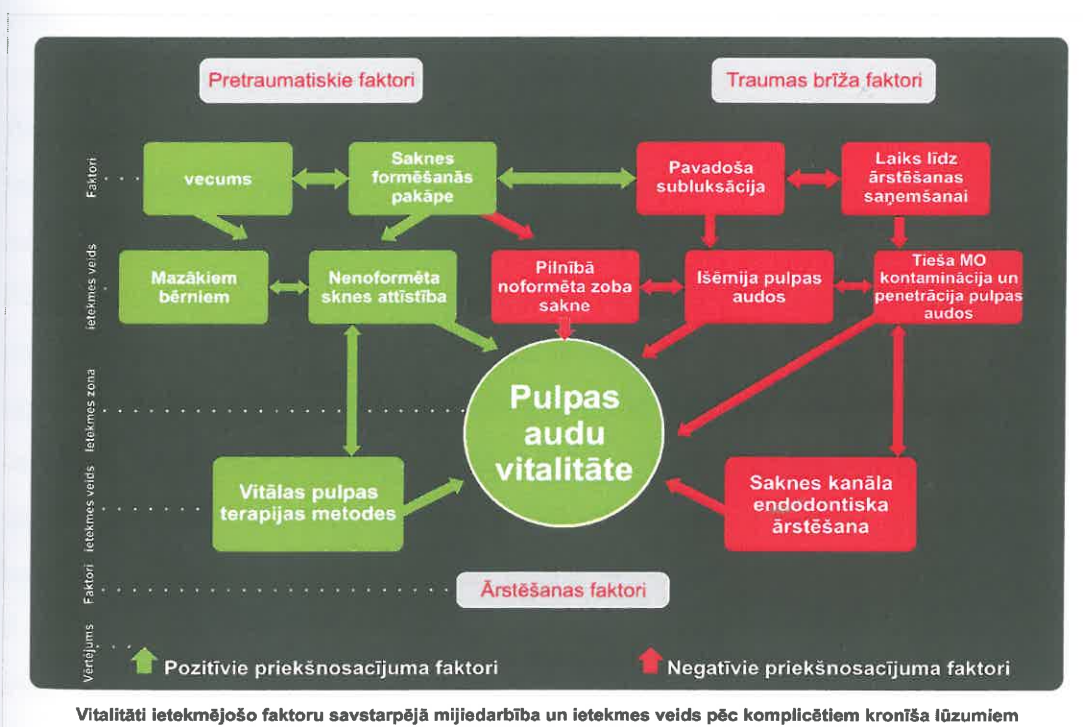 Pretraumatiskie faktori
Traumas brīža faktori
Faktori
vecums
Saknes
formēšanās
pakāpe
Pavadoša
subluksācija
Laiks līdz
ārstēšanas
saņemšanai
ietekmes veids
Mazākiem
bērniem
Nenoformēta
sknes attīstība
Pilnībā
noformēta zoba
sakne
Išēmija pulpas
audos
Tieša MO
kontaminācija un
penetrācija pulpas
audos
Ietekmes zona
Pulpas
audu
vitalitāte
ietekmes veids
Vitālas pulpas
terapijas metodes
Saknes kanāla
endodontiska
ārstēšana
Faktori
Ārstēšanas faktori
Vērtējums
Pozitīvie priekšnosacījuma faktori
Negatīvie priekšnosacījuma faktori
Vitalitāti ietekmējošo faktoru savstarpējā mijiedarbība un ietekmes veids pēc komplicētiem kronīša lūzumiem